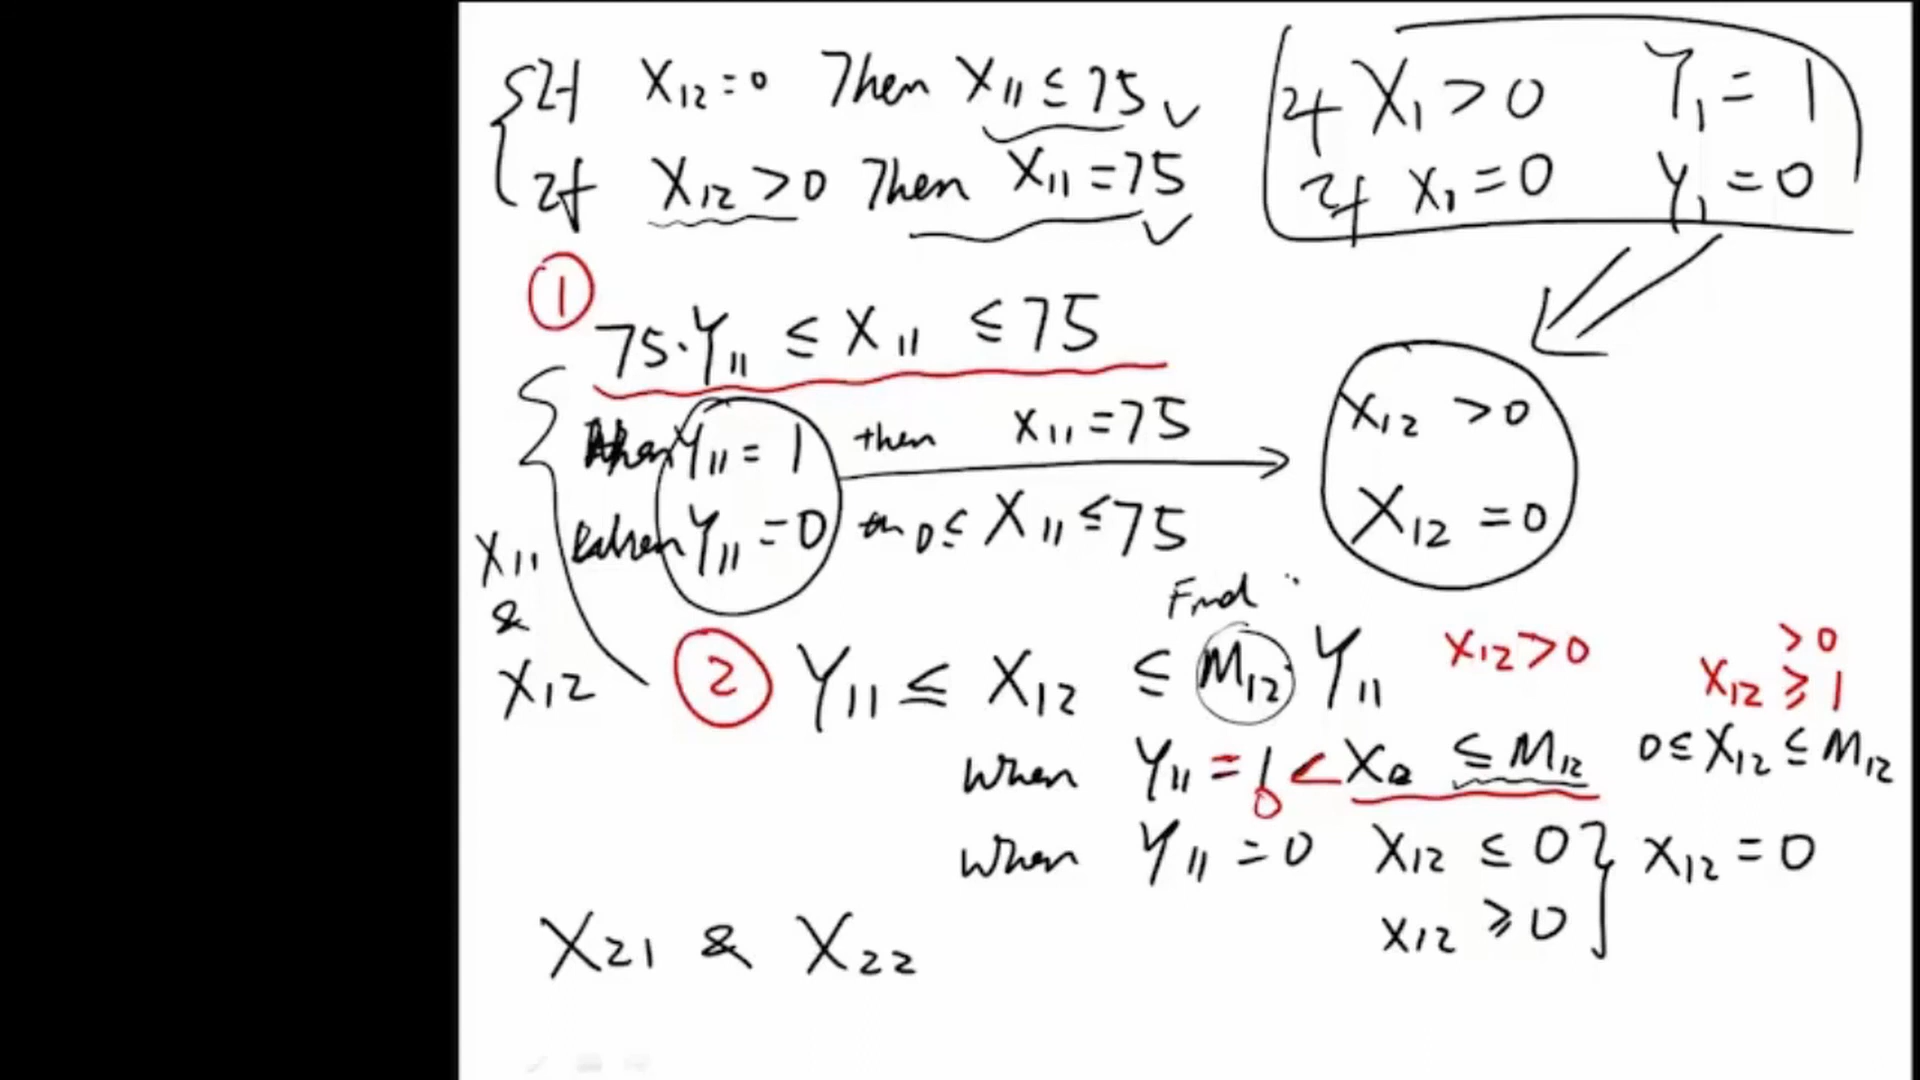 If X12 = 0 Then X11 ≤ 75 ✓
If X12 > 0 Then X11 = 75 ✓
If X1 > 0 Y1 = 1
If X1 = 0 Y1 = 0
①
75·Y11 ≤ X11 ≤ 75
when Y11 = 1 then X11 = 75
when Y11 = 0 0 ≤ X11 ≤ 75
X12 > 0
X12 = 0
X11
&
X12
Find
② Y11 ≤ X12 ≤ M12 Y11
X12 > 0
> 0
X12 ≥ 1
when Y11 = 1 ≤ M12
0
0 ≤ X12 ≤ M12
when Y11 = 0 X12 ≤ 0 } X12 = 0
X12 ≥ 0
X21 & X22